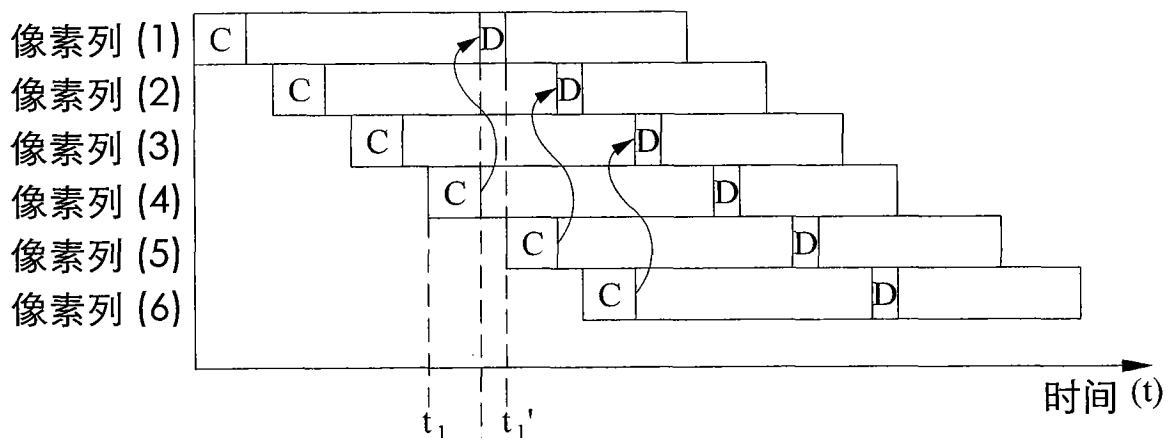 像素列 (1) C D
像素列 (2) C D
像素列 (3) C D
像素列 (4) C D
像素列 (5) C D
像素列 (6) C D
t₁ t₁' 时间 (t)